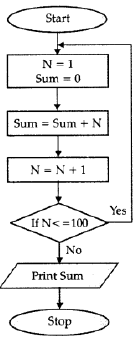 Start
N = 1
Sum = 0
Sum = Sum + N
N = N + 1
If N<=100
Yes
No
Print Sum
Stop